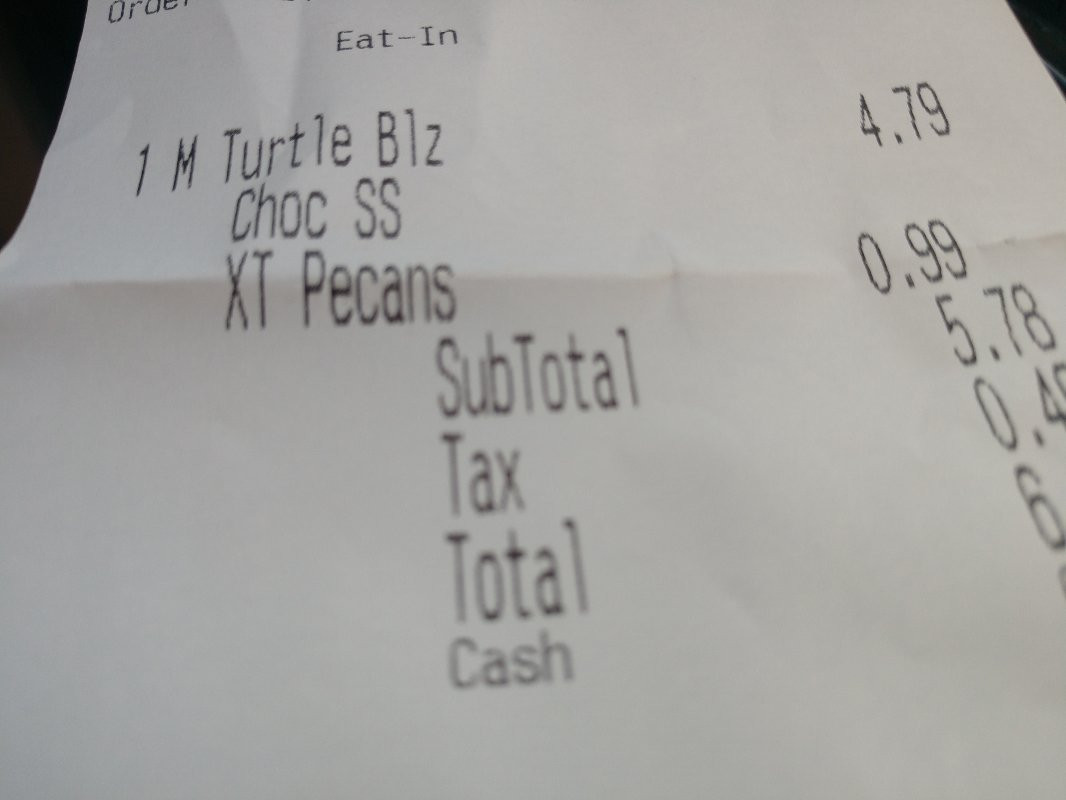 Order
Eat-In
1 M Turtle Blz 4.79
Choc SS
XT Pecans 0.99
SubTotal 5.78
Tax
Total
Cash